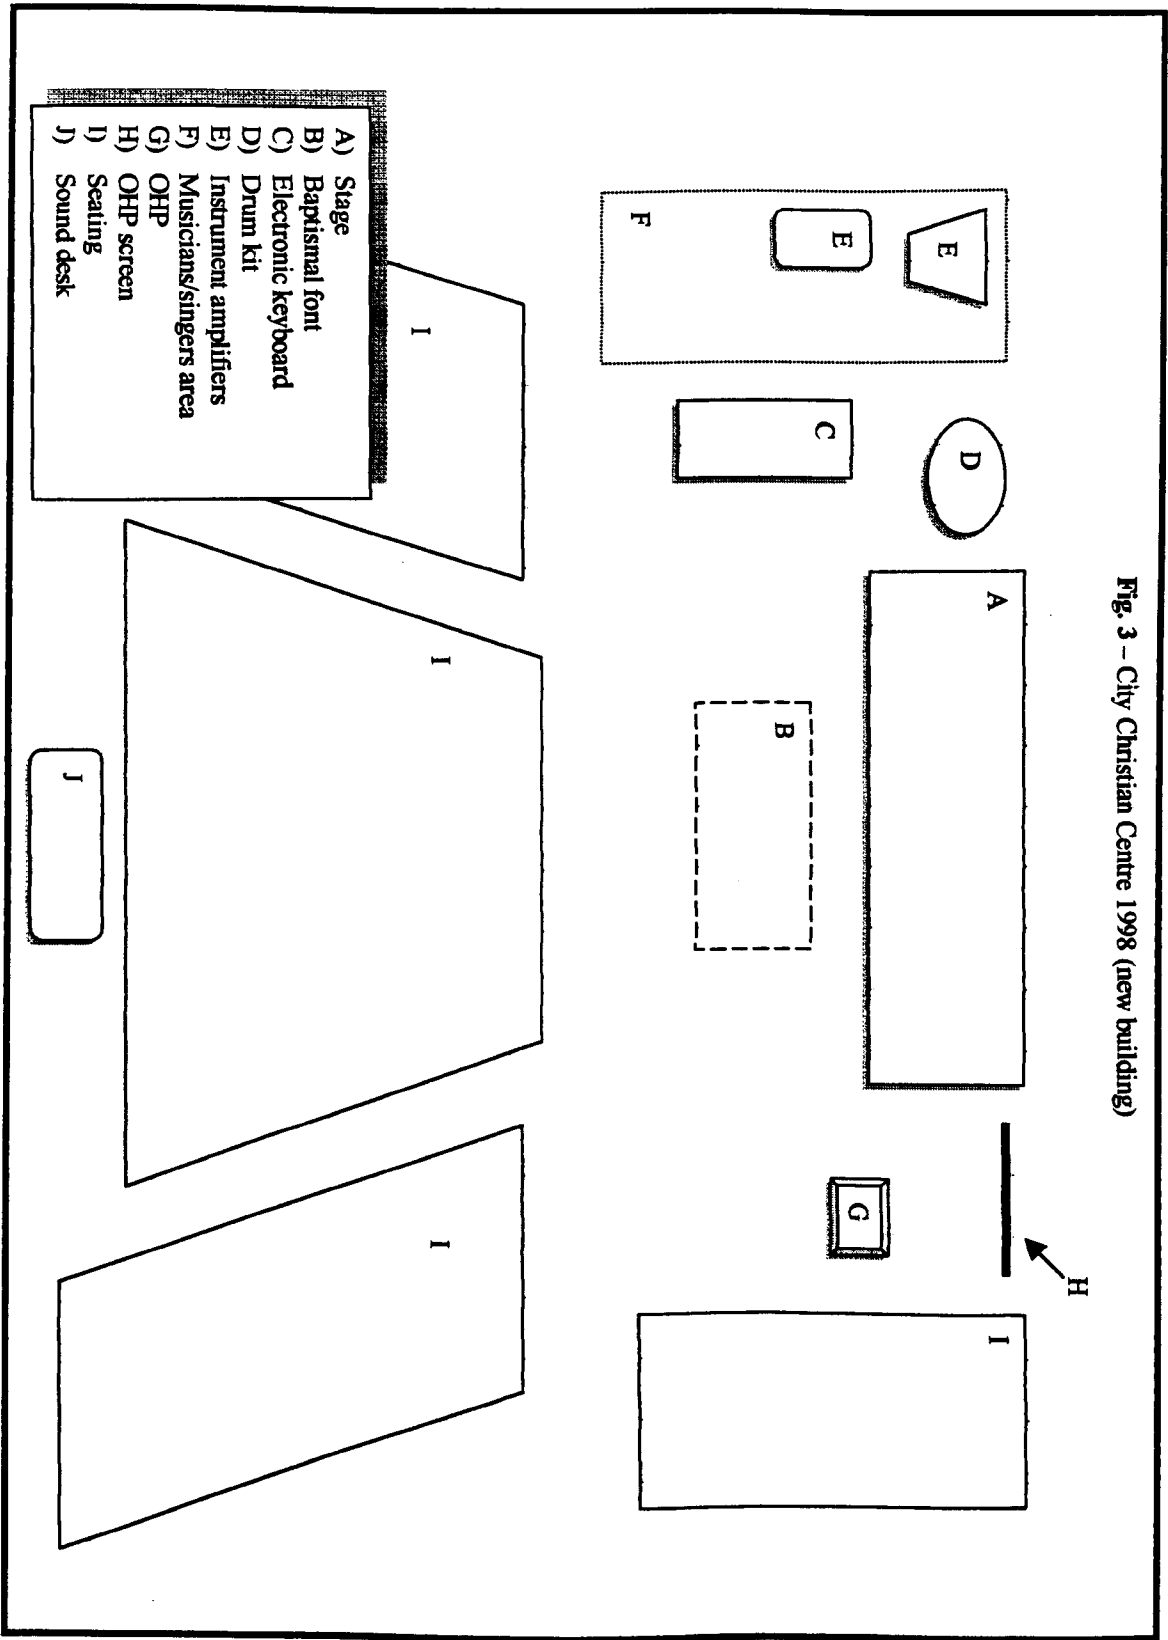 Fig. 3 – City Christian Centre 1998 (new building)
H
A
I
D
E
G
E
C
B
F
I
I
I
J
A) Stage
B) Baptismal font
C) Electronic keyboard
D) Drum kit
E) Instrument amplifiers
F) Musicians/singers area
G) OHP
H) OHP screen
I) Seating
J) Sound desk